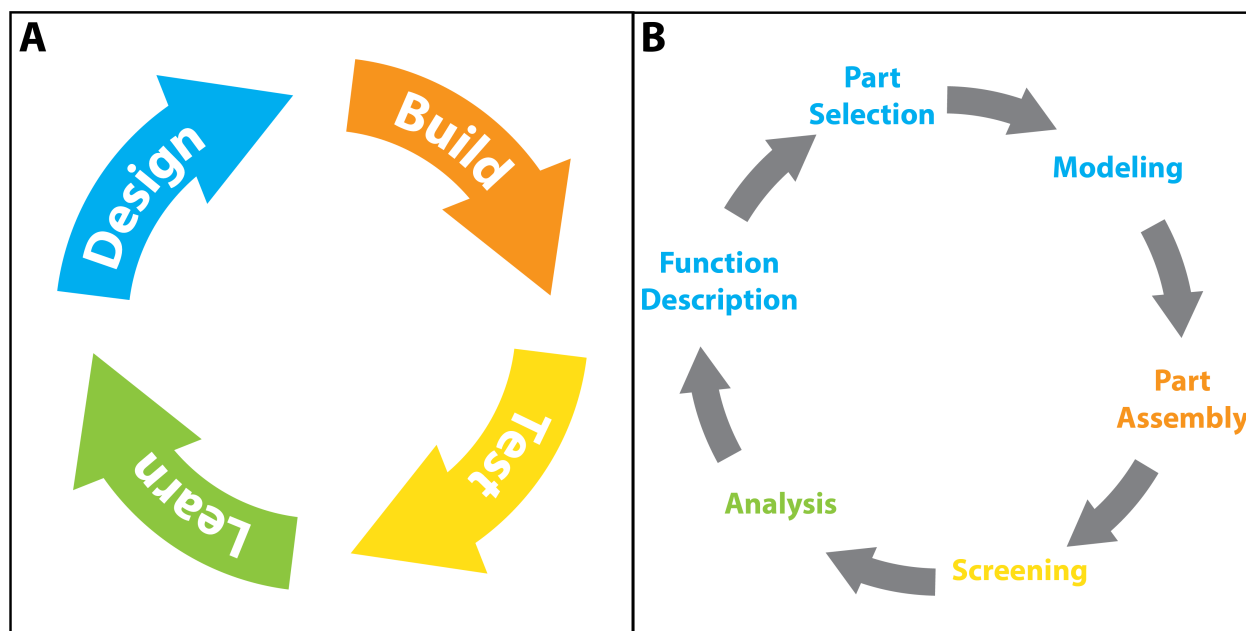 A
Design
Build
Test
Learn
B
Part
Selection
Modeling
Part
Assembly
Screening
Analysis
Function
Description